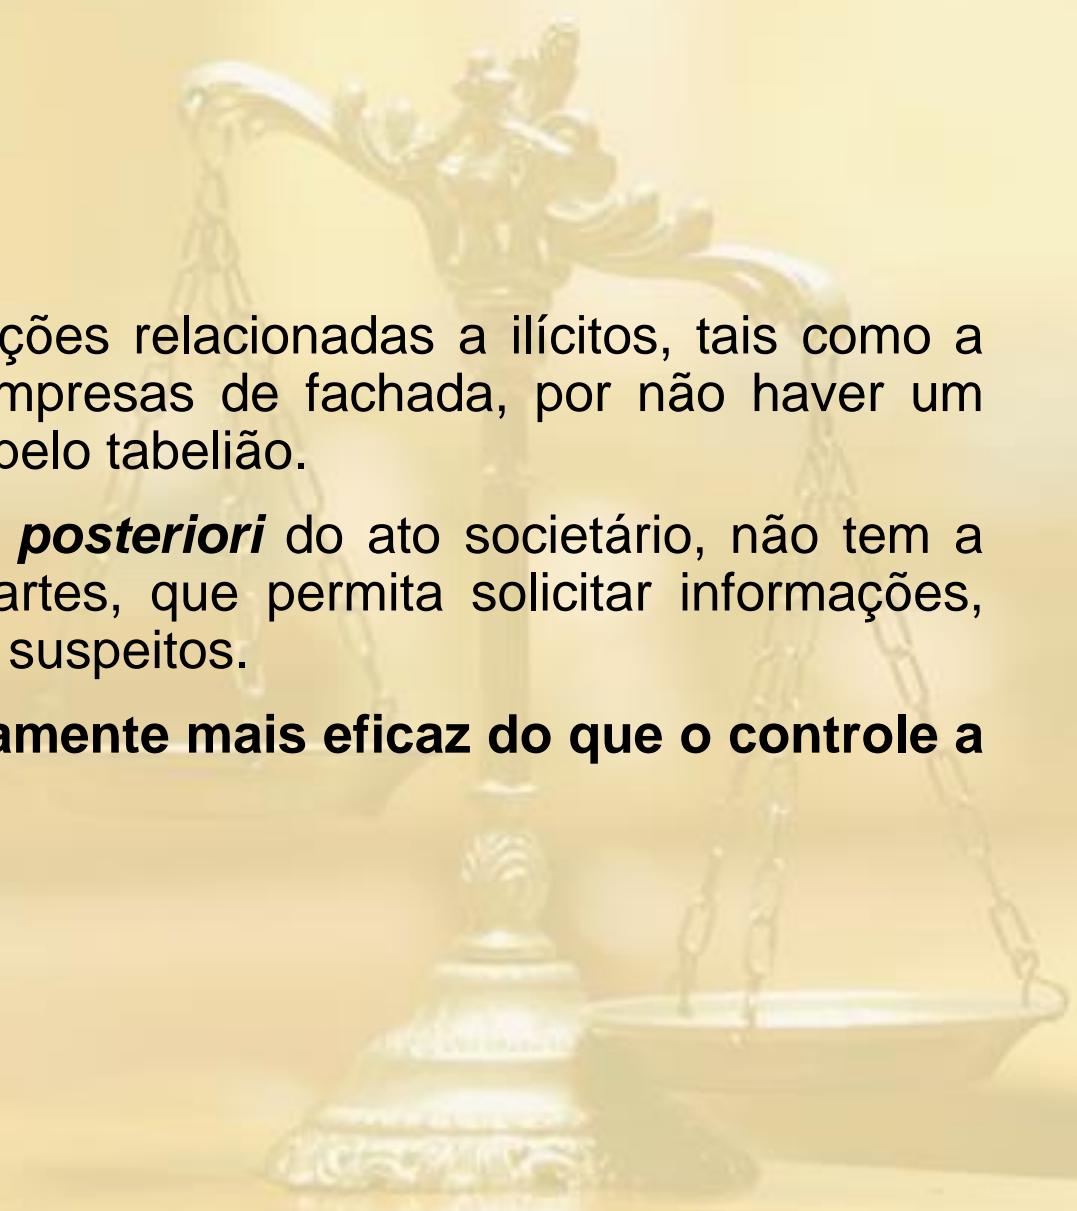 ções relacionadas a ilícitos, tais como a
mpresas de fachada, por não haver um
pelo tabelião.
posteriori do ato societário, não tem a
artes, que permita solicitar informações,
suspeitos.
amente mais eficaz do que o controle a